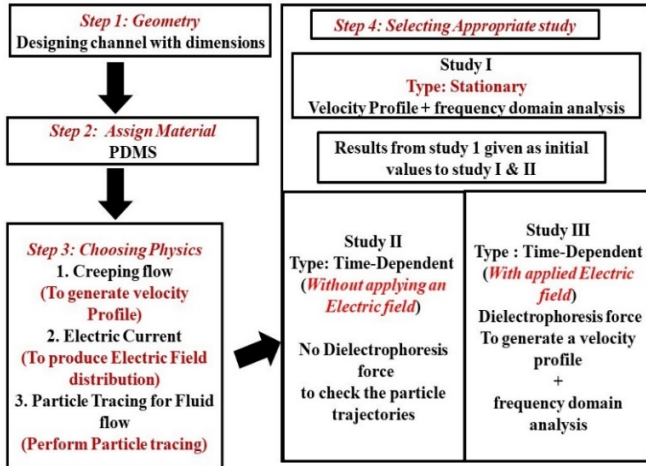 Step 1: Geometry
Designing channel with dimensions
Step 2: Assign Material
PDMS
Step 3: Choosing Physics
1. Creeping flow
(To generate velocity
Profile)
2. Electric Current
(To produce Electric Field
distribution)
3. Particle Tracing for Fluid
flow
(Perform Particle tracing)
Step 4: Selecting Appropriate study
Study I
Type: Stationary
Velocity Profile + frequency domain analysis
Results from study 1 given as initial
values to study I & II
Study II
Type: Time-Dependent
(Without applying an
Electric field)
No Dielectrophoresis
force
to check the particle
trajectories
Study III
Type : Time-Dependent
(With applied Electric
field)
Dielectrophoresis force
To generate a velocity
profile
+
frequency domain
analysis